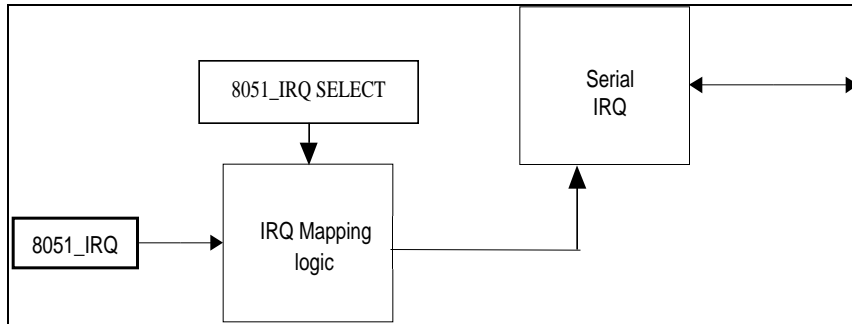 8051_IRQ SELECT
Serial
IRQ
8051_IRQ
IRQ Mapping
logic